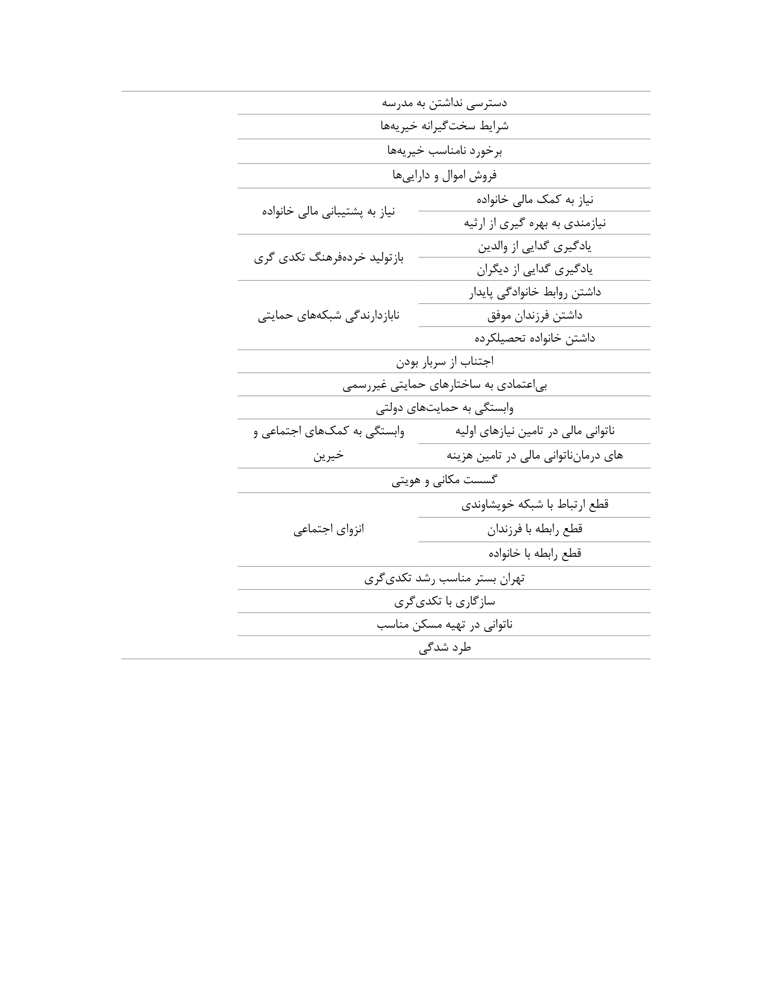 دسترسی نداشتن به مدرسه
شرایط سخت‌گیرانه خیریه‌ها
برخورد نامناسب خیریه‌ها
فروش اموال و دارایی‌ها
نیاز به کمک مالی خانواده
نیاز به پشتیبانی مالی خانواده
نیازمندی به بهره گیری از ارثیه
یادگیری گدایی از والدین
بازتولید خرده‌فرهنگ تکدی گری
یادگیری گدایی از دیگران
داشتن روابط خانوادگی پایدار
داشتن فرزندان موفق
نابازدارندگی شبکه‌های حمایتی
داشتن خانواده تحصیلکرده
اجتناب از سربار بودن
بی‌اعتمادی به ساختارهای حمایتی غیررسمی
وابستگی به حمایت‌های دولتی
ناتوانی مالی در تامین نیازهای اولیه
های درمان‌ناتوانی مالی در تامین هزینه
وابستگی به کمک‌های اجتماعی و
خیرین
گسست مکانی و هویتی
قطع ارتباط با شبکه خویشاوندی
قطع رابطه با فرزندان
انزوای اجتماعی
قطع رابطه با خانواده
تهران بستر مناسب رشد تکدی‌گری
سازگاری با تکدی‌گری
ناتوانی در تهیه مسکن مناسب
طرد شدگی